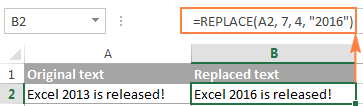 B2 =REPLACE(A2, 7, 4, "2016")
A B
1 Original text Replaced text
2 Excel 2013 is released! Excel 2016 is released!